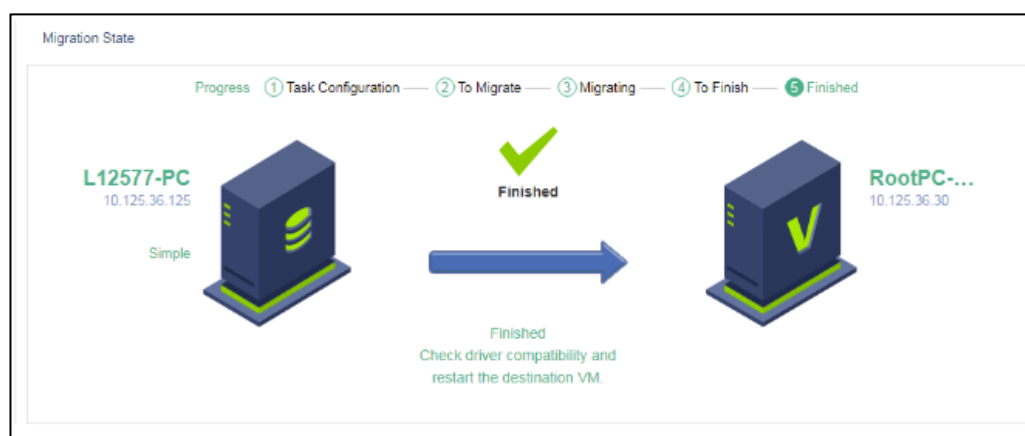 Migration State
Progress 1 Task Configuration 2 To Migrate 3 Migrating 4 To Finish 5 Finished
L12577-PC
10.125.36.125
Simple
Finished
RootPC-...
10.125.36.30
Finished
Check driver compatibility and
restart the destination VM.